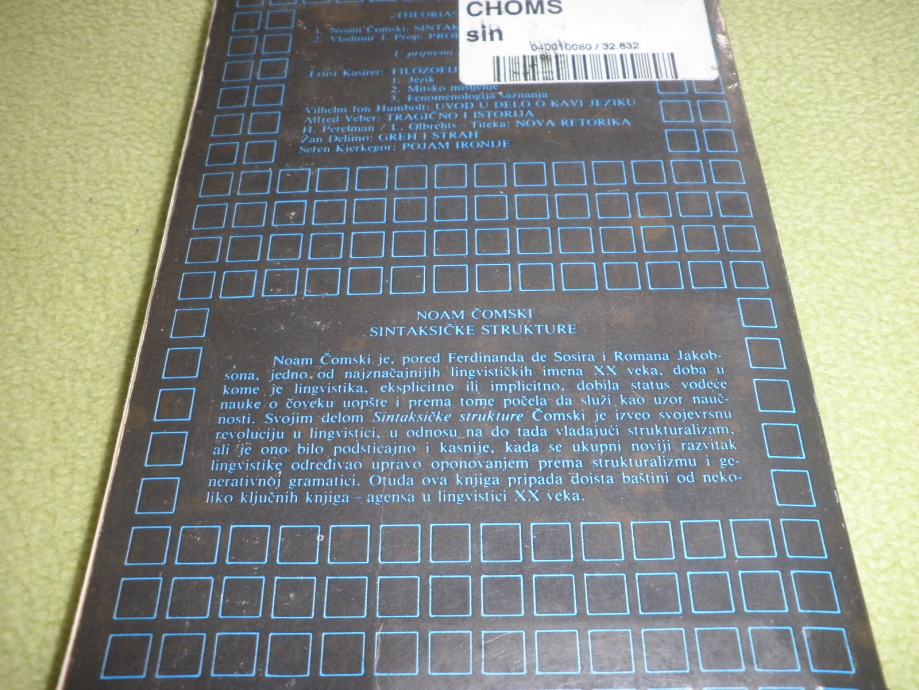 CHOMS
sin
040010080 / 32.832
„THEORIA
1. Noam Čomski: SINTAK
2. Vladimir J. Prop: PRO
U pripremi
Ernst Kasirer: FILOZOFIJ
1. Jezik
2. Mitsko mišljenje
3. Fenomenologija saznanja
Vilhelm fon Humbolt: UVOD U DELO O KAVI JEZIKU
Alfred Veber: TRAGIČNO I ISTORIJA
H. Perelman / L. Olbrehts – Titeka: NOVA RETORIKA
Žan Delimo: GREH I STRAH
Seren Kjerkegor: POJAM IRONIJE
NOAM ČOMSKI
SINTAKSIČKE STRUKTURE
Noam Čomski je, pored Ferdinanda de Sosira i Romana Jakob-
sona, jedno od najznačajnijih lingvističkih imena XX veka, doba u
kome je lingvistika, eksplicitno ili implicitno, dobila status vodeće
nauke o čoveku uopšte i prema tome počela da služi kao uzor nauč-
nosti. Svojim delom Sintaksičke strukture Čomski je izveo svojevrsnu
revoluciju u lingvistici, u odnosu na do tada vladajući strukturalizam,
ali je ono bilo podsticajno i kasnije, kada se ukupni noviji razvitak
lingvistike određivao upravo oponovanjem prema strukturalizmu i ge-
nerativnoj gramatici. Otuda ova knjiga pripada doista baštini od neko-
liko ključnih knjiga – agensa u lingvistici XX veka.